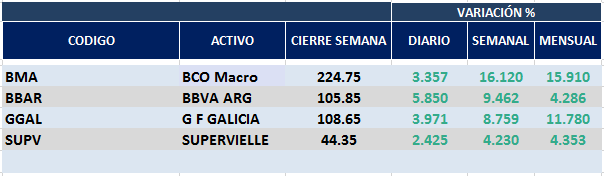 VARIACIÓN %
CODIGO ACTIVO CIERRE SEMANA DIARIO SEMANAL MENSUAL
BMA BCO Macro 224.75 3.357 16.120 15.910
BBAR BBVA ARG 105.85 5.850 9.462 4.286
GGAL G F GALICIA 108.65 3.971 8.759 11.780
SUPV SUPERVIELLE 44.35 2.425 4.230 4.353